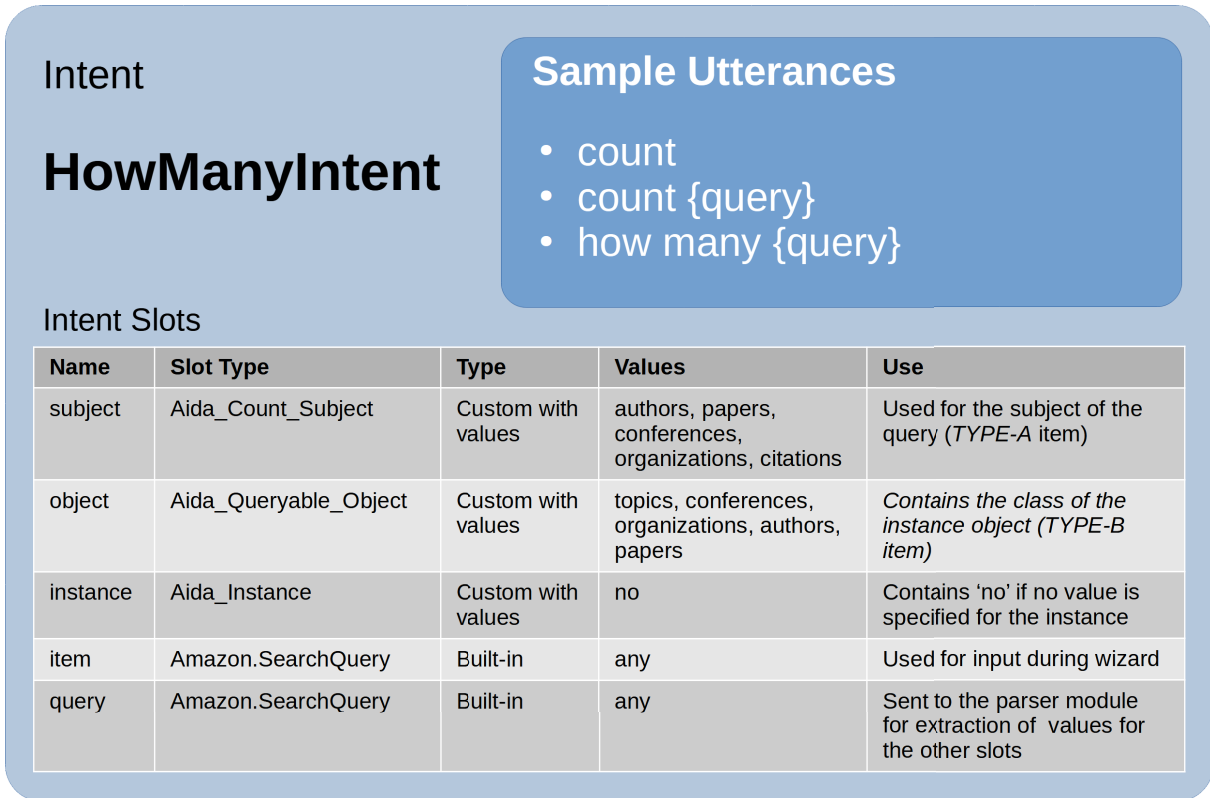 Intent
HowManyIntent
Sample Utterances
• count
• count {query}
• how many {query}
Intent Slots
Name Slot Type Type Values Use
subject Aida_Count_Subject Custom with values authors, papers, conferences, organizations, citations Used for the subject of the query (TYPE-A item)
object Aida_Queryable_Object Custom with values topics, conferences, organizations, authors, papers Contains the class of the instance object (TYPE-B item)
instance Aida_Instance Custom with values no Contains ‘no’ if no value is specified for the instance
item Amazon.SearchQuery Built-in any Used for input during wizard
query Amazon.SearchQuery Built-in any Sent to the parser module for extraction of values for the other slots